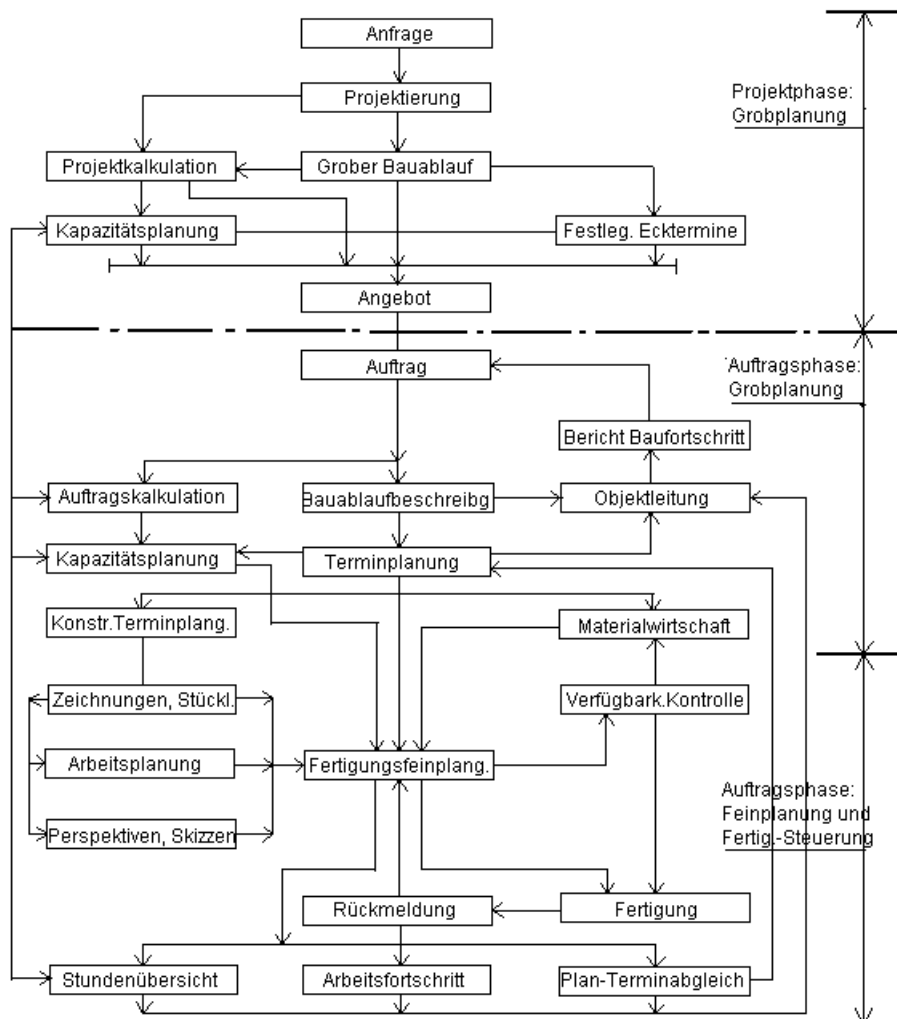 Anfrage
Projektierung
Projektphase:
Grobplanung
Projektkalkulation
Grober Bauablauf
Kapazitätsplanung
Festleg. Ecktermine
Angebot
Auftrag
Auftragsphase:
Grobplanung
Bericht Baufortschritt
Auftragskalkulation
Bauablaufbeschreibg
Objektleitung
Kapazitätsplanung
Terminplanung
Konstr.Terminplang.
Materialwirtschaft
Zeichnungen, Stückl.
Verfügbark.Kontrolle
Arbeitsplanung
Fertigungsfeinplang.
Auftragsphase:
Feinplanung und
Fertig.-Steuerung
Perspektiven, Skizzen
Rückmeldung
Fertigung
Stundenübersicht
Arbeitsfortschritt
Plan-Terminabgleich